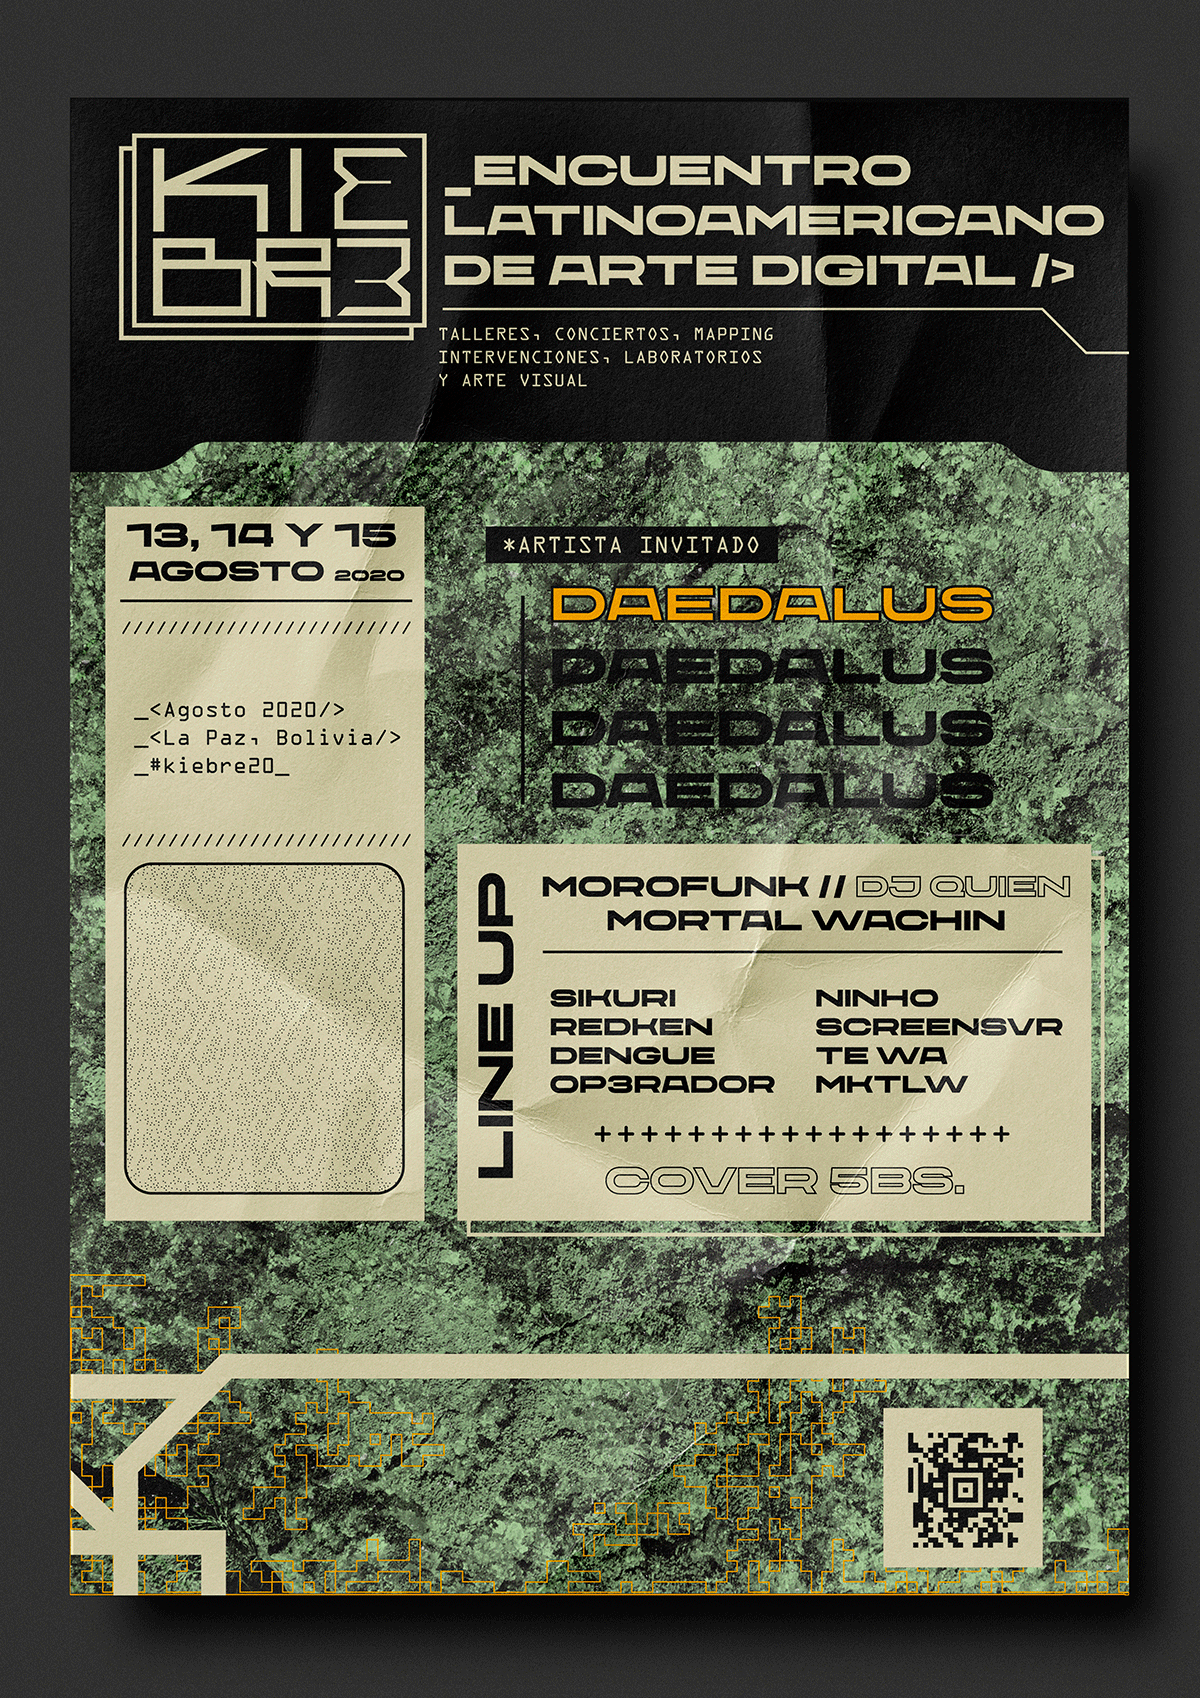 KIE
BR3
_ENCUENTRO
LATINOAMERICANO
DE ARTE DIGITAL />
TALLERES, CONCIERTOS, MAPPING
INTERVENCIONES, LABORATORIOS
Y ARTE VISUAL
13, 14 Y 15
AGOSTO 2020
//////////////////////////
_<Agosto 2020/>
_<La Paz, Bolivia/>
_#kiebre20_
//////////////////////////
*ARTISTA INVITADO
DAEDALUS
DAEDALUS
DAEDALUS
DAEDALUS
LINE UP
MOROFUNK // DJ QUIEN
MORTAL WACHIN
SIKURI
REDKEN
DENGUE
OP3RADOR
NINHO
SCREENSVR
TE WA
MKTLW
++++++++++++++++++
COVER 5BS.